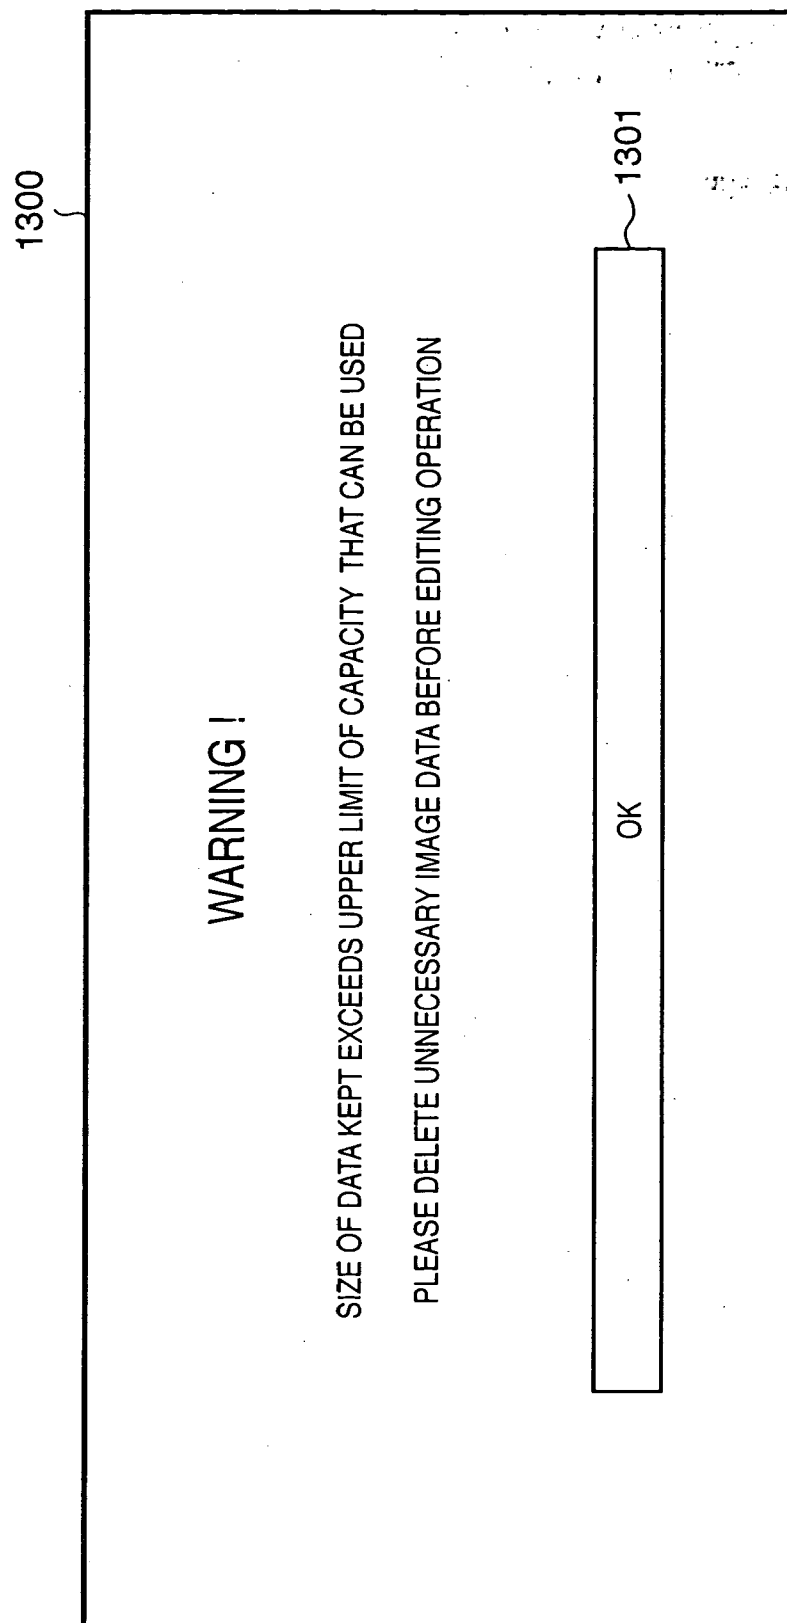 1300
WARNING !
SIZE OF DATA KEPT EXCEEDS UPPER LIMIT OF CAPACITY THAT CAN BE USED
PLEASE DELETE UNNECESSARY IMAGE DATA BEFORE EDITING OPERATION
OK
1301